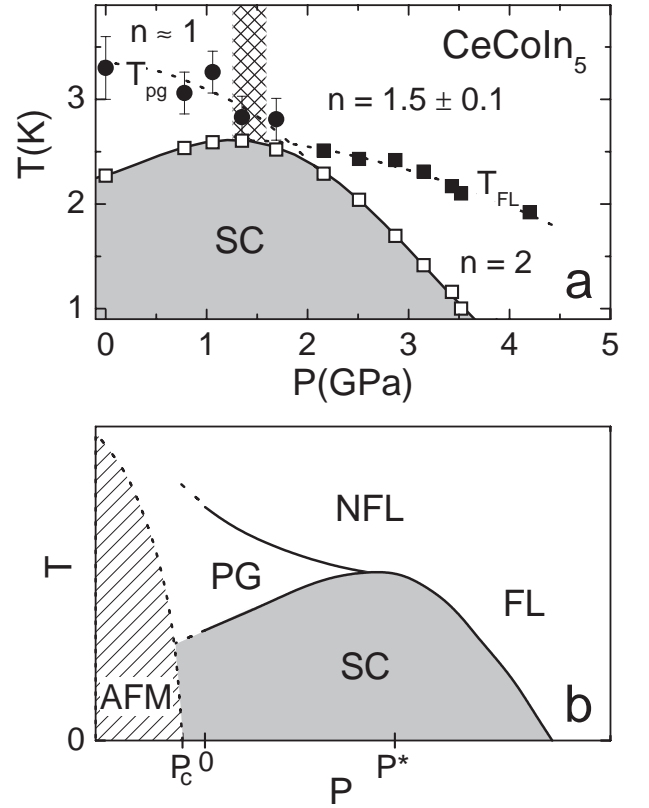 n ≈ 1
CeCoIn₅
T_pg
n = 1.5 ± 0.1
3
T(K)
2
T_FL
SC
n = 2
a
1
0 1 2 3 4 5
P(GPa)
NFL
T
PG
FL
SC
AFM
b
0
P_c 0 P*
P